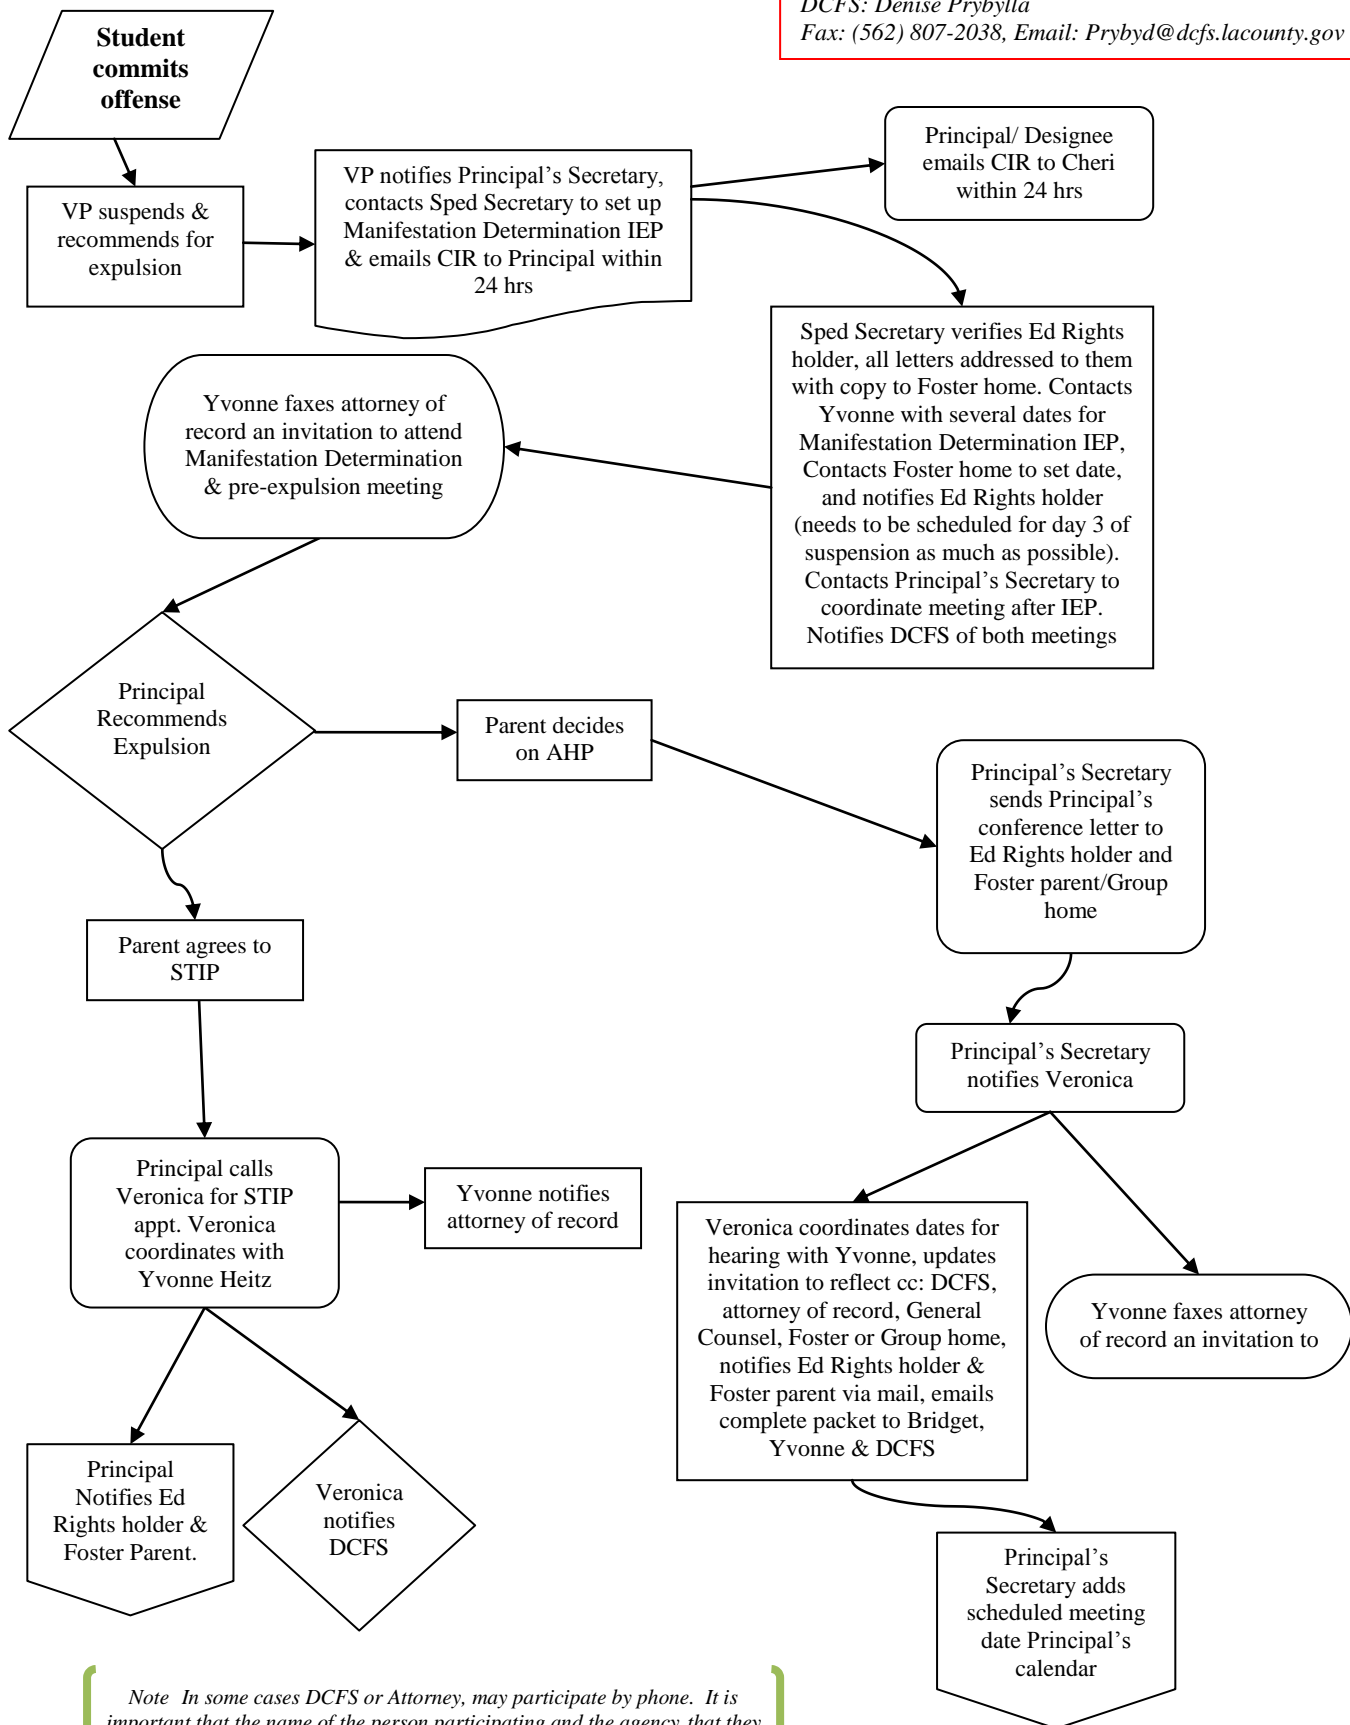 DCFS: Denise Prybylla
Fax: (562) 807-2038, Email: Prybyd@dcfs.lacounty.gov
Student
commits
offense
VP suspends &
recommends for
expulsion
VP notifies Principal’s Secretary,
contacts Sped Secretary to set up
Manifestation Determination IEP
& emails CIR to Principal within
24 hrs
Principal/ Designee
emails CIR to Cheri
within 24 hrs
Sped Secretary verifies Ed Rights
holder, all letters addressed to them
with copy to Foster home. Contacts
Yvonne with several dates for
Manifestation Determination IEP,
Contacts Foster home to set date,
and notifies Ed Rights holder
(needs to be scheduled for day 3 of
suspension as much as possible).
Contacts Principal’s Secretary to
coordinate meeting after IEP.
Notifies DCFS of both meetings
Yvonne faxes attorney of
record an invitation to attend
Manifestation Determination
& pre-expulsion meeting
Principal
Recommends
Expulsion
Parent decides
on AHP
Principal’s Secretary
sends Principal’s
conference letter to
Ed Rights holder and
Foster parent/Group
home
Parent agrees to
STIP
Principal’s Secretary
notifies Veronica
Principal calls
Veronica for STIP
appt. Veronica
coordinates with
Yvonne Heitz
Yvonne notifies
attorney of record
Veronica coordinates dates for
hearing with Yvonne, updates
invitation to reflect cc: DCFS,
attorney of record, General
Counsel, Foster or Group home,
notifies Ed Rights holder &
Foster parent via mail, emails
complete packet to Bridget,
Yvonne & DCFS
Yvonne faxes attorney
of record an invitation to
Principal
Notifies Ed
Rights holder &
Foster Parent.
Veronica
notifies
DCFS
Principal’s
Secretary adds
scheduled meeting
date Principal’s
calendar
Note  In some cases DCFS or Attorney, may participate by phone.  It is
important that the name of the person participating and the agency, that they